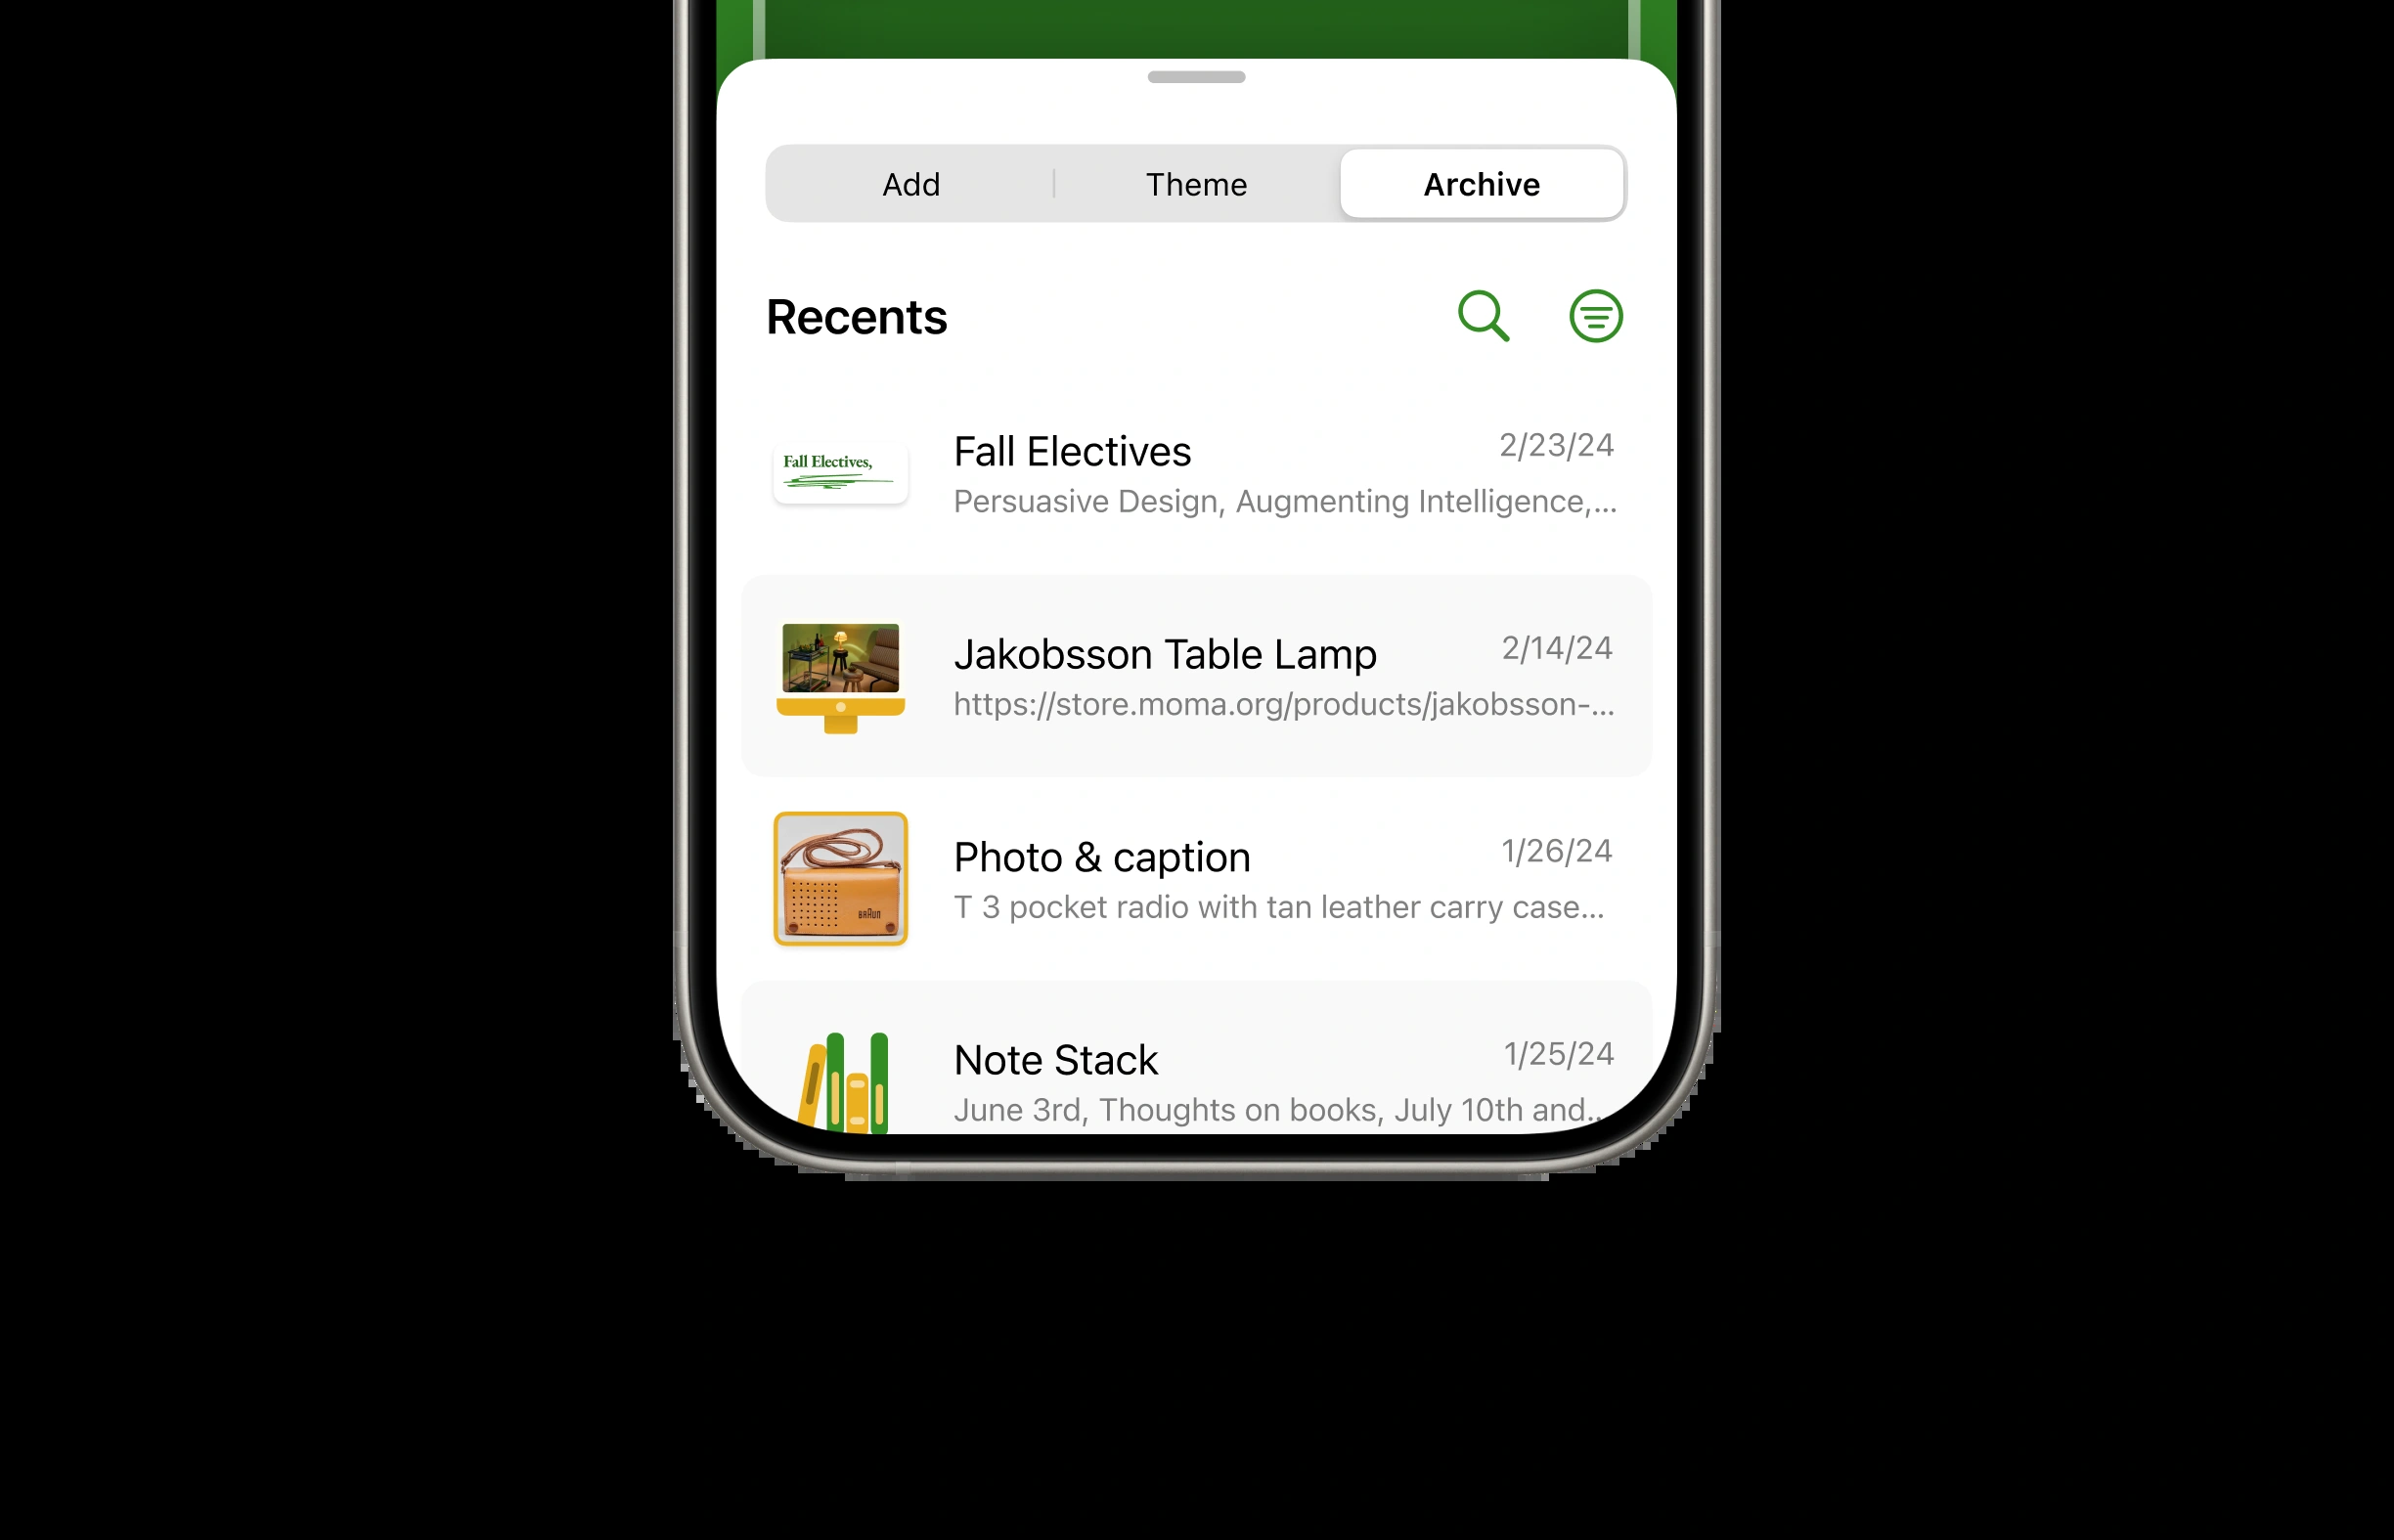 Add
Theme
Archive
Recents
Fall Electives,
Fall Electives
2/23/24
Persuasive Design, Augmenting Intelligence,...
Jakobsson Table Lamp
2/14/24
https://store.moma.org/products/jakobsson-...
BRAUN
Photo & caption
1/26/24
T 3 pocket radio with tan leather carry case...
Note Stack
1/25/24
June 3rd, Thoughts on books, July 10th and...